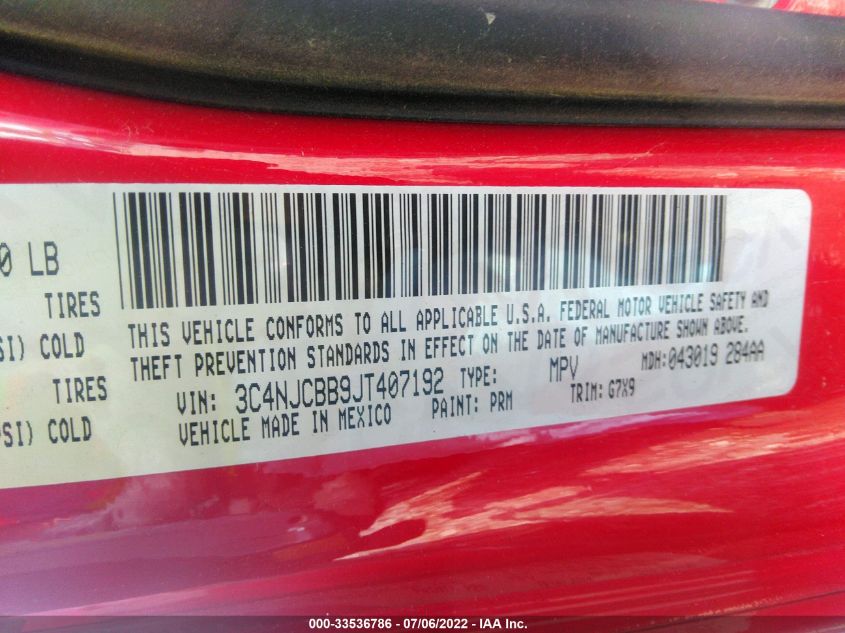 0 LB
TIRES
SI) COLD
TIRES
PSI) COLD
THIS VEHICLE CONFORMS TO ALL APPLICABLE U.S.A. FEDERAL MOTOR VEHICLE SAFETY AND
THEFT PREVENTION STANDARDS IN EFFECT ON THE DATE OF MANUFACTURE SHOWN ABOVE.
VIN: 3C4NJCBB9JT407192 TYPE: MPV MDH:043019 284AA
VEHICLE MADE IN MEXICO PAINT: PRM TRIM: G7X9
000-33536786 - 07/06/2022 - IAA Inc.